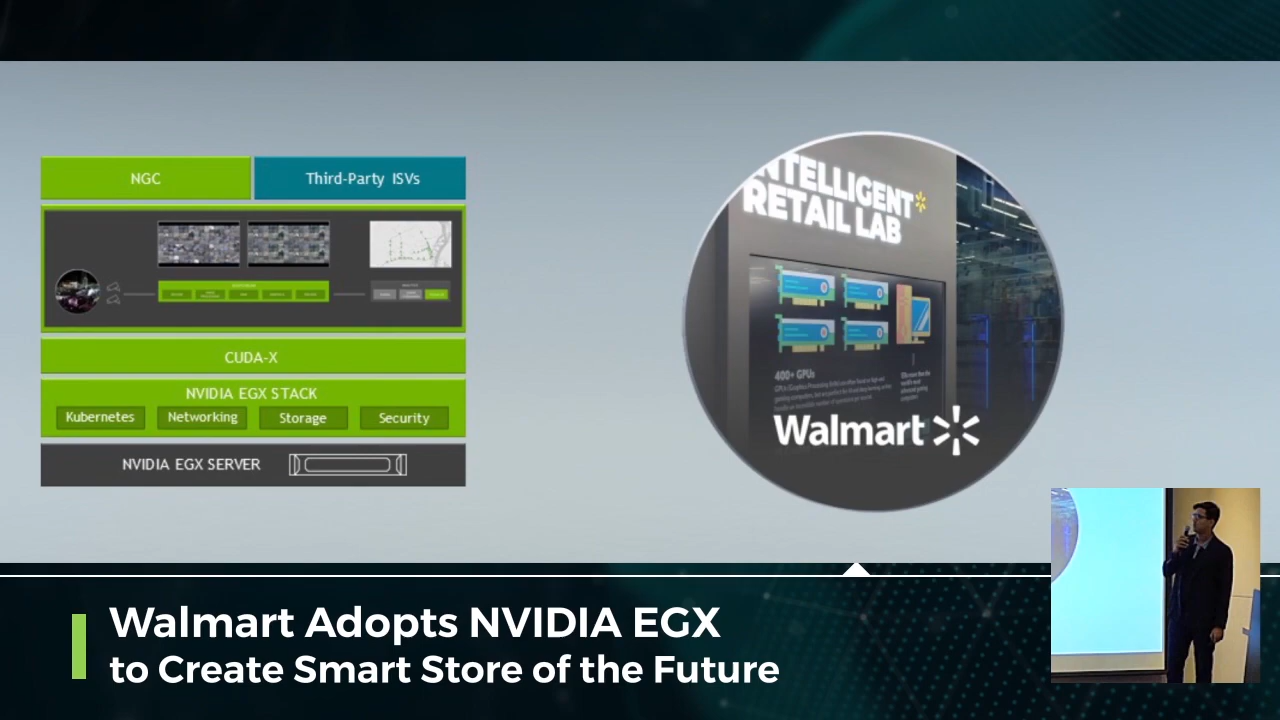 NGC
Third-Party ISVs
CUDA-X
NVIDIA EGX STACK
Kubernetes
Networking
Storage
Security
NVIDIA EGX SERVER
INTELLIGENT
RETAIL LAB
400+ GPUs
Walmart
Walmart Adopts NVIDIA EGX
to Create Smart Store of the Future